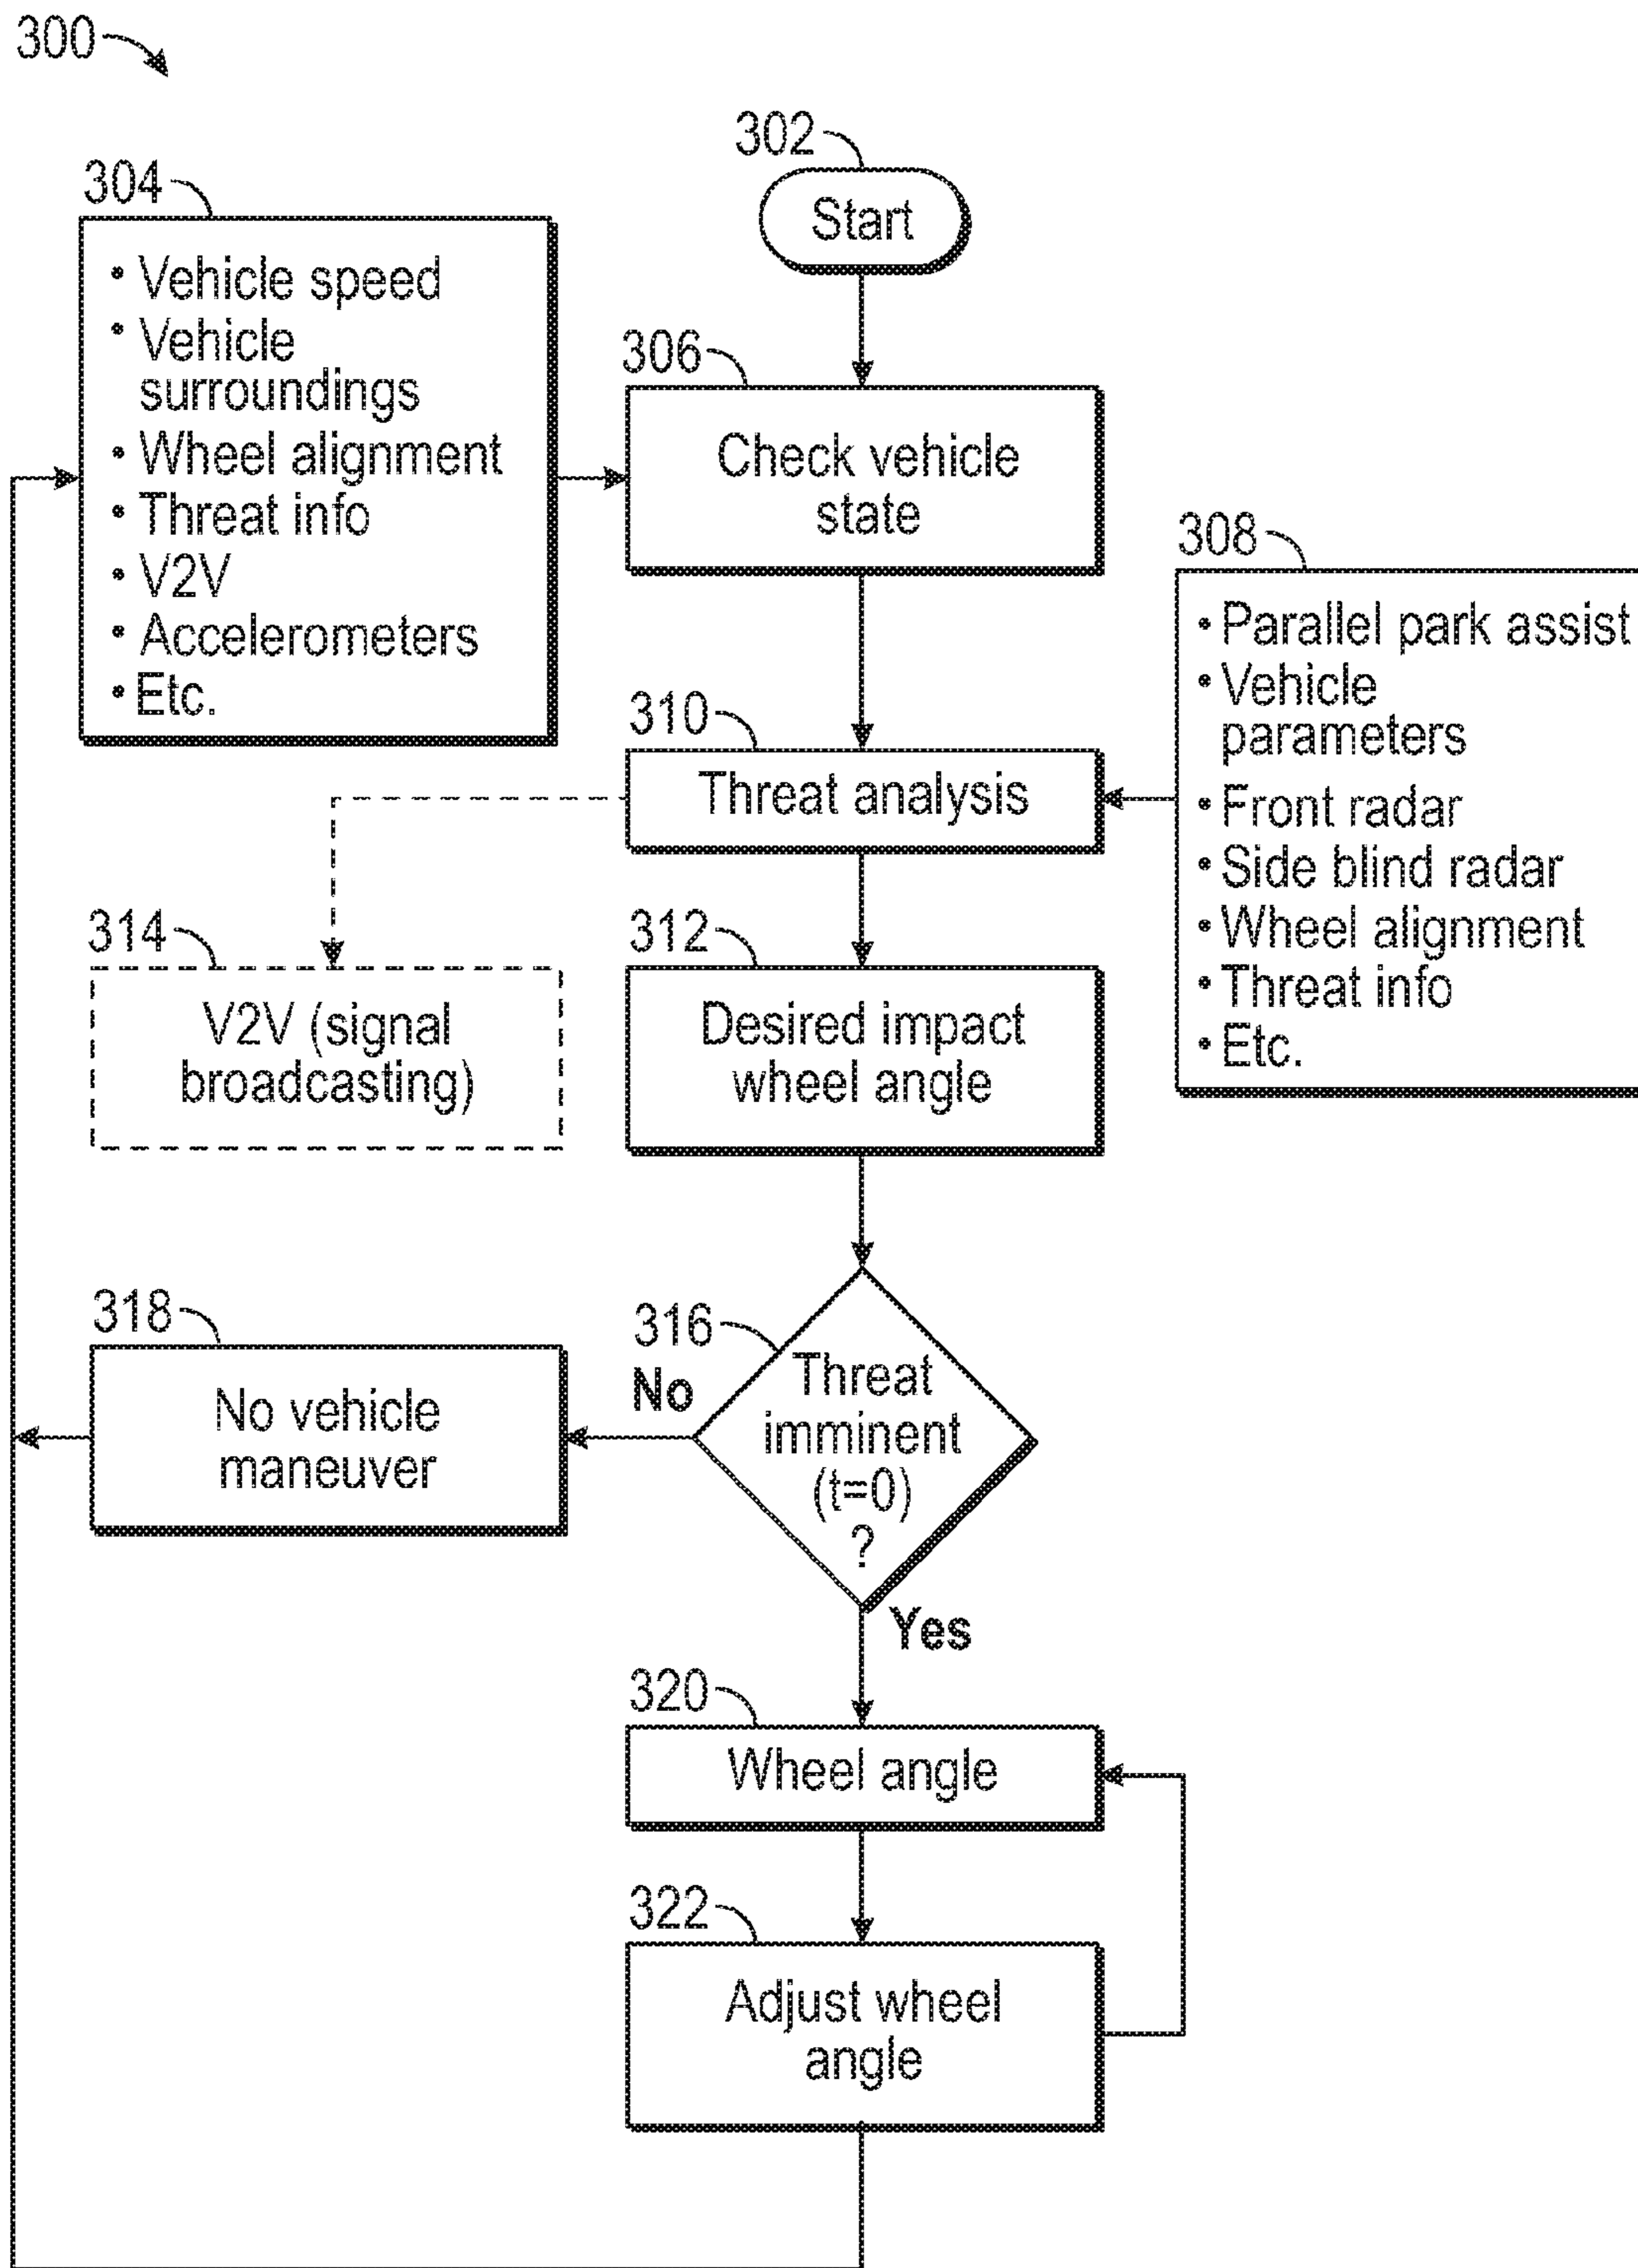 300
302
Start
304
• Vehicle speed
• Vehicle
surroundings
• Wheel alignment
• Threat info
• V2V
• Accelerometers
• Etc.
306
Check vehicle
state
308
• Parallel park assist
• Vehicle
parameters
• Front radar
• Side blind radar
• Wheel alignment
• Threat info
• Etc.
310
Threat analysis
314
V2V (signal
broadcasting)
312
Desired impact
wheel angle
316
Threat
imminent
(t=0)
?
No
318
No vehicle
maneuver
Yes
320
Wheel angle
322
Adjust wheel
angle